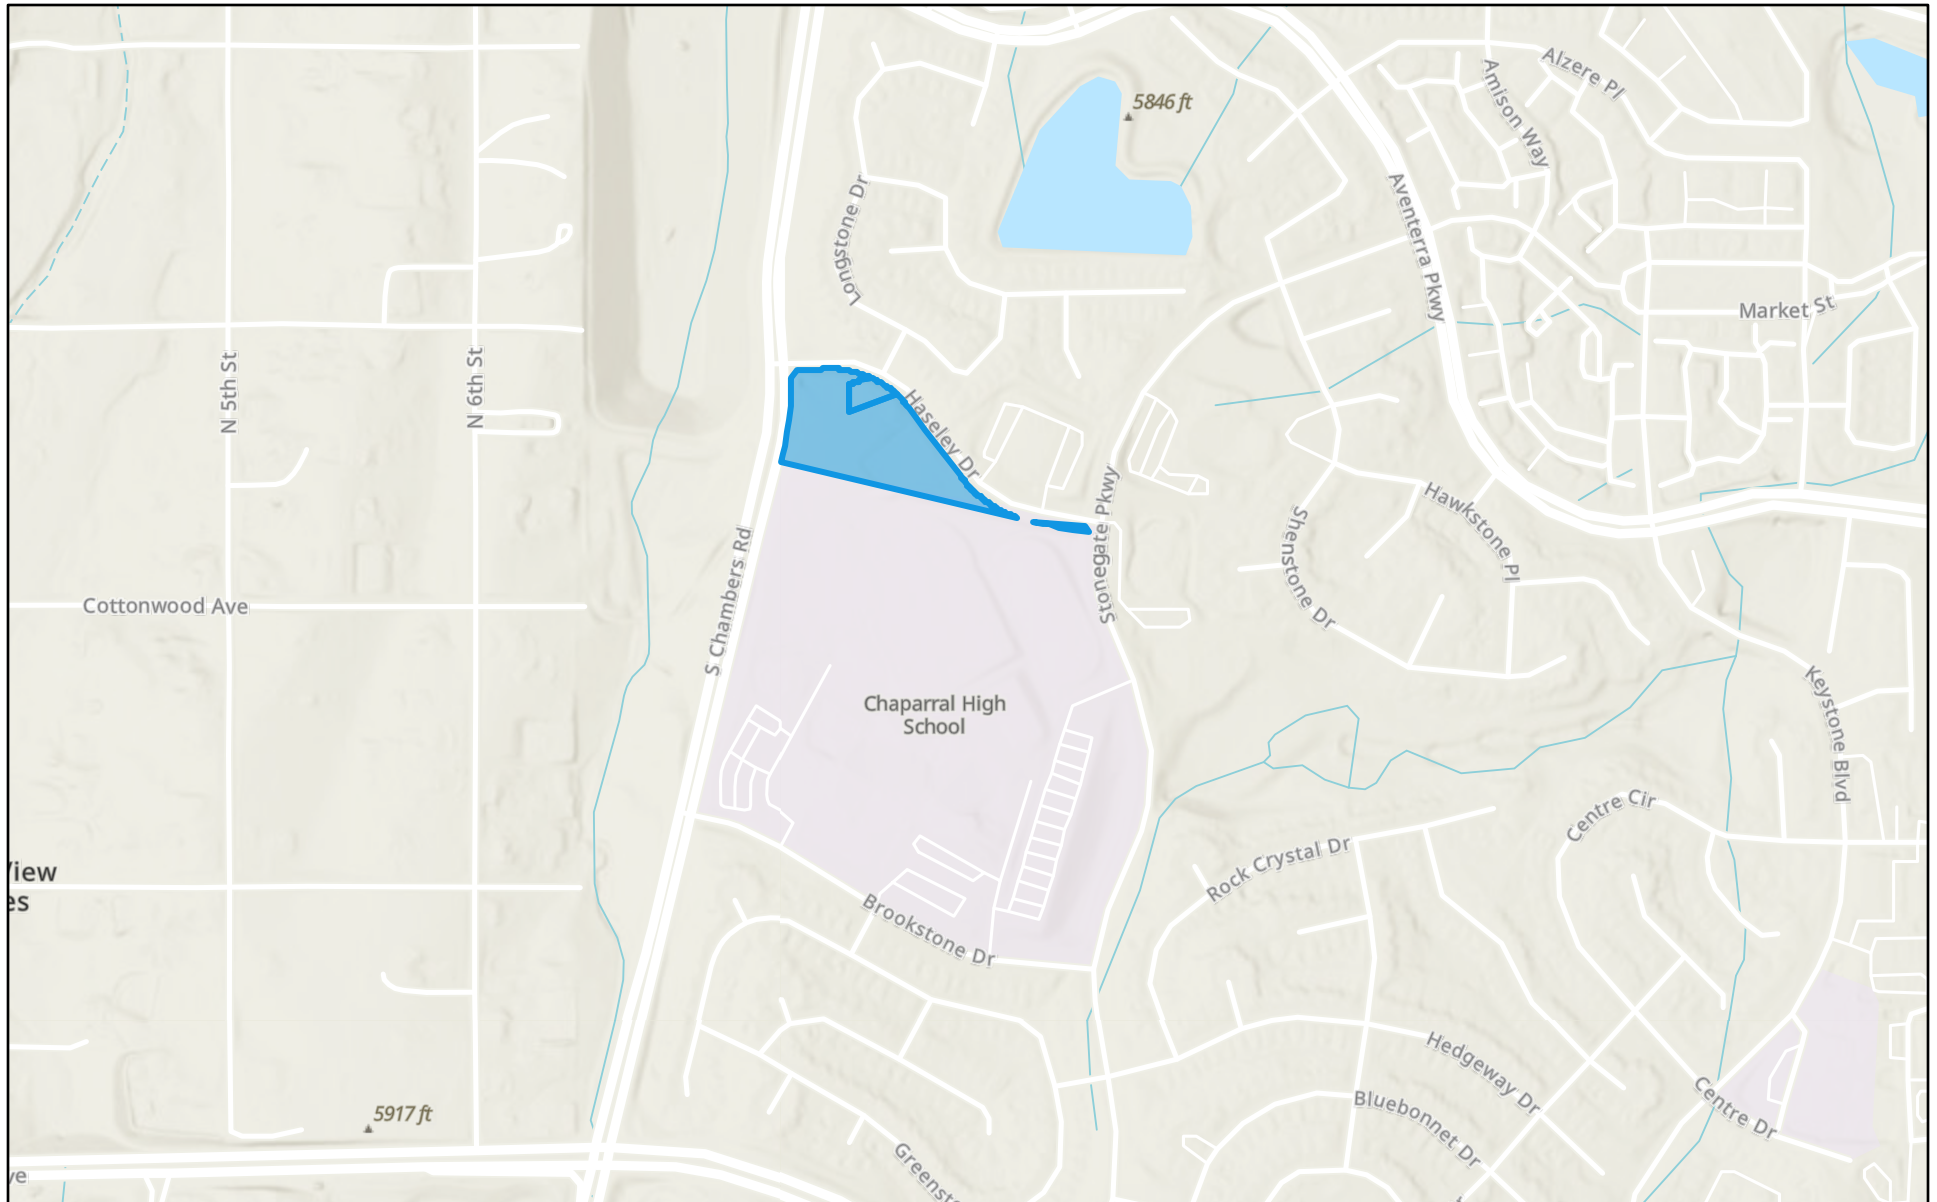 Alzere Pl
5846 ft
Amison Way
Longstone Dr
Aventerra Pkwy
Market St
N 5th St
N 6th St
Haseley Dr
Stonegate Pkwy
Hawkstone Pl
Shenstone Dr
S Chambers Rd
Cottonwood Ave
Chaparral High
School
Keystone Blvd
Centre Cir
Rock Crystal Dr
View
es
Brookstone Dr
Hedgeway Dr
Bluebonnet Dr
Centre Dr
5917 ft
Greensto
ve